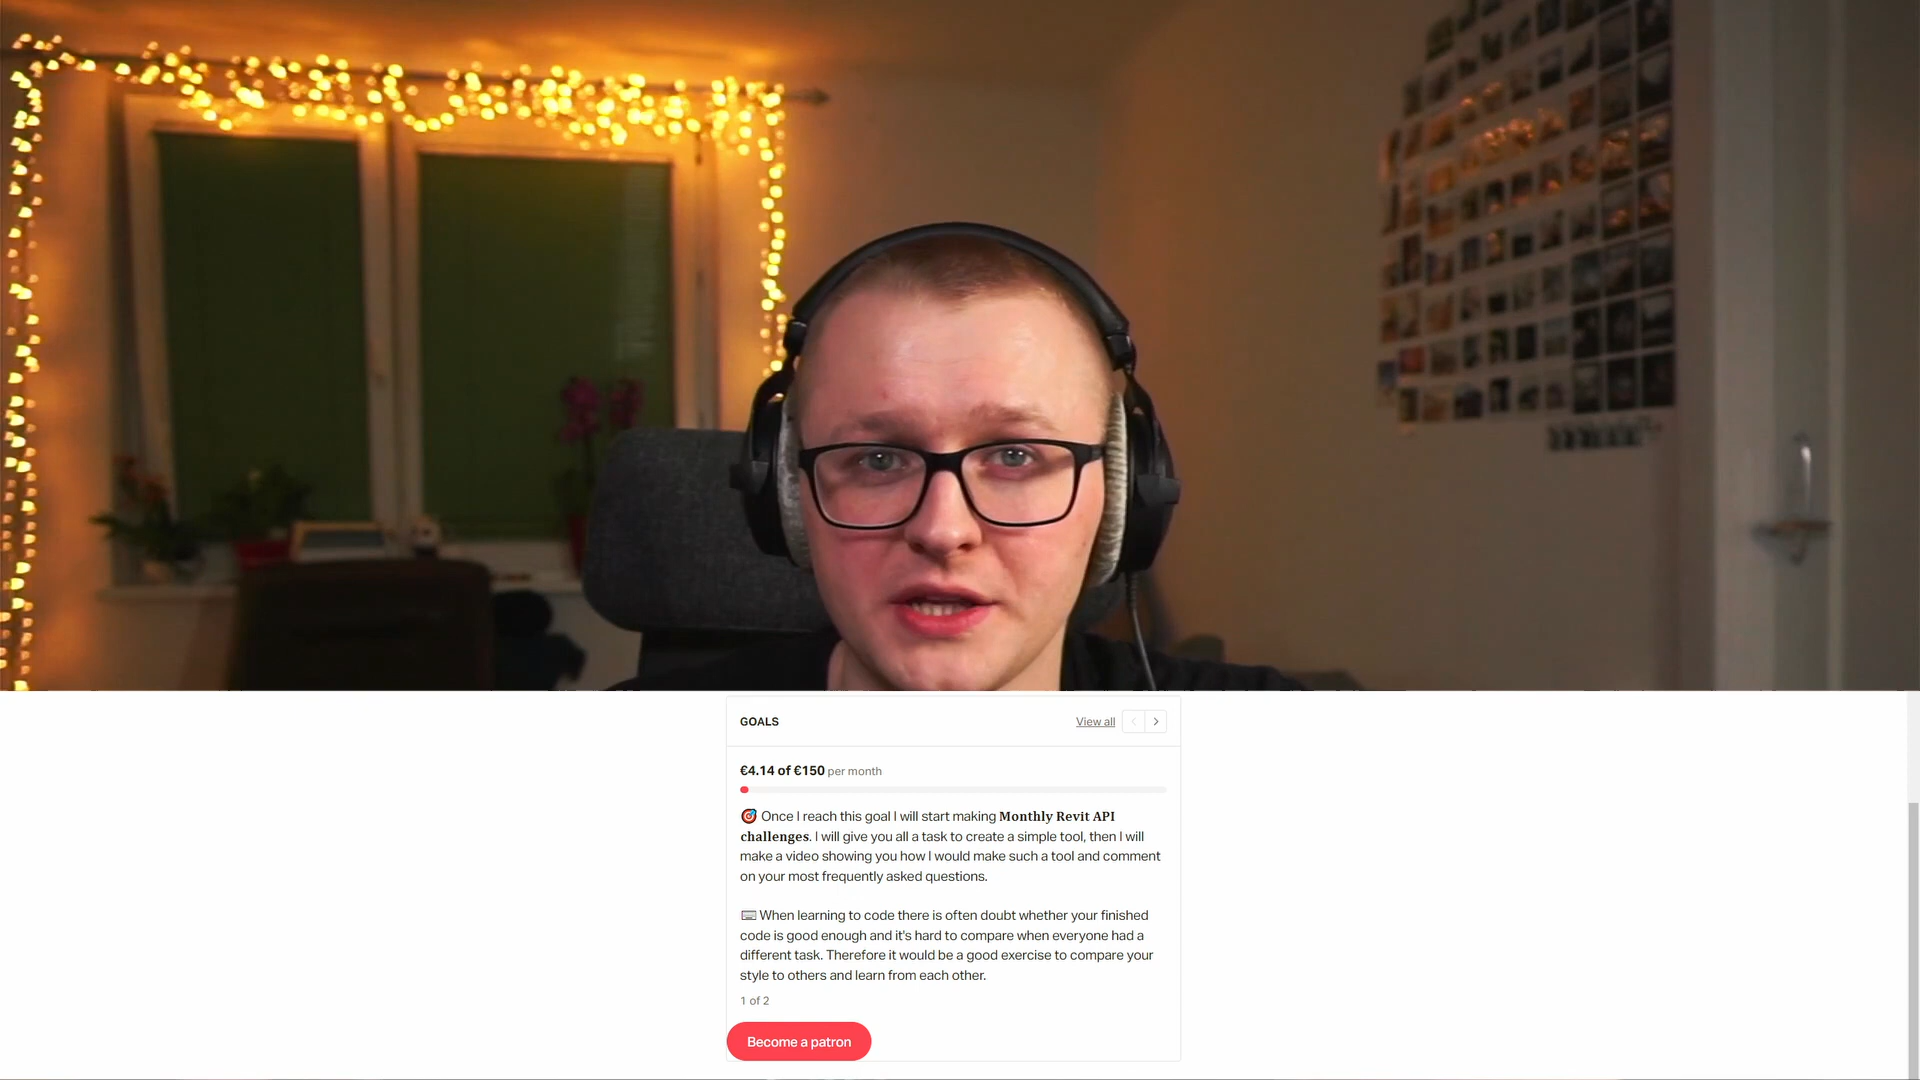 GOALS
View all
€4.14 of €150 per month
🎯 Once I reach this goal I will start making Monthly Revit API
challenges. I will give you all a task to create a simple tool, then I will
make a video showing you how I would make such a tool and comment
on your most frequently asked questions.
⌨️ When learning to code there is often doubt whether your finished
code is good enough and it's hard to compare when everyone had a
different task. Therefore it would be a good exercise to compare your
style to others and learn from each other.
1 of 2
Become a patron